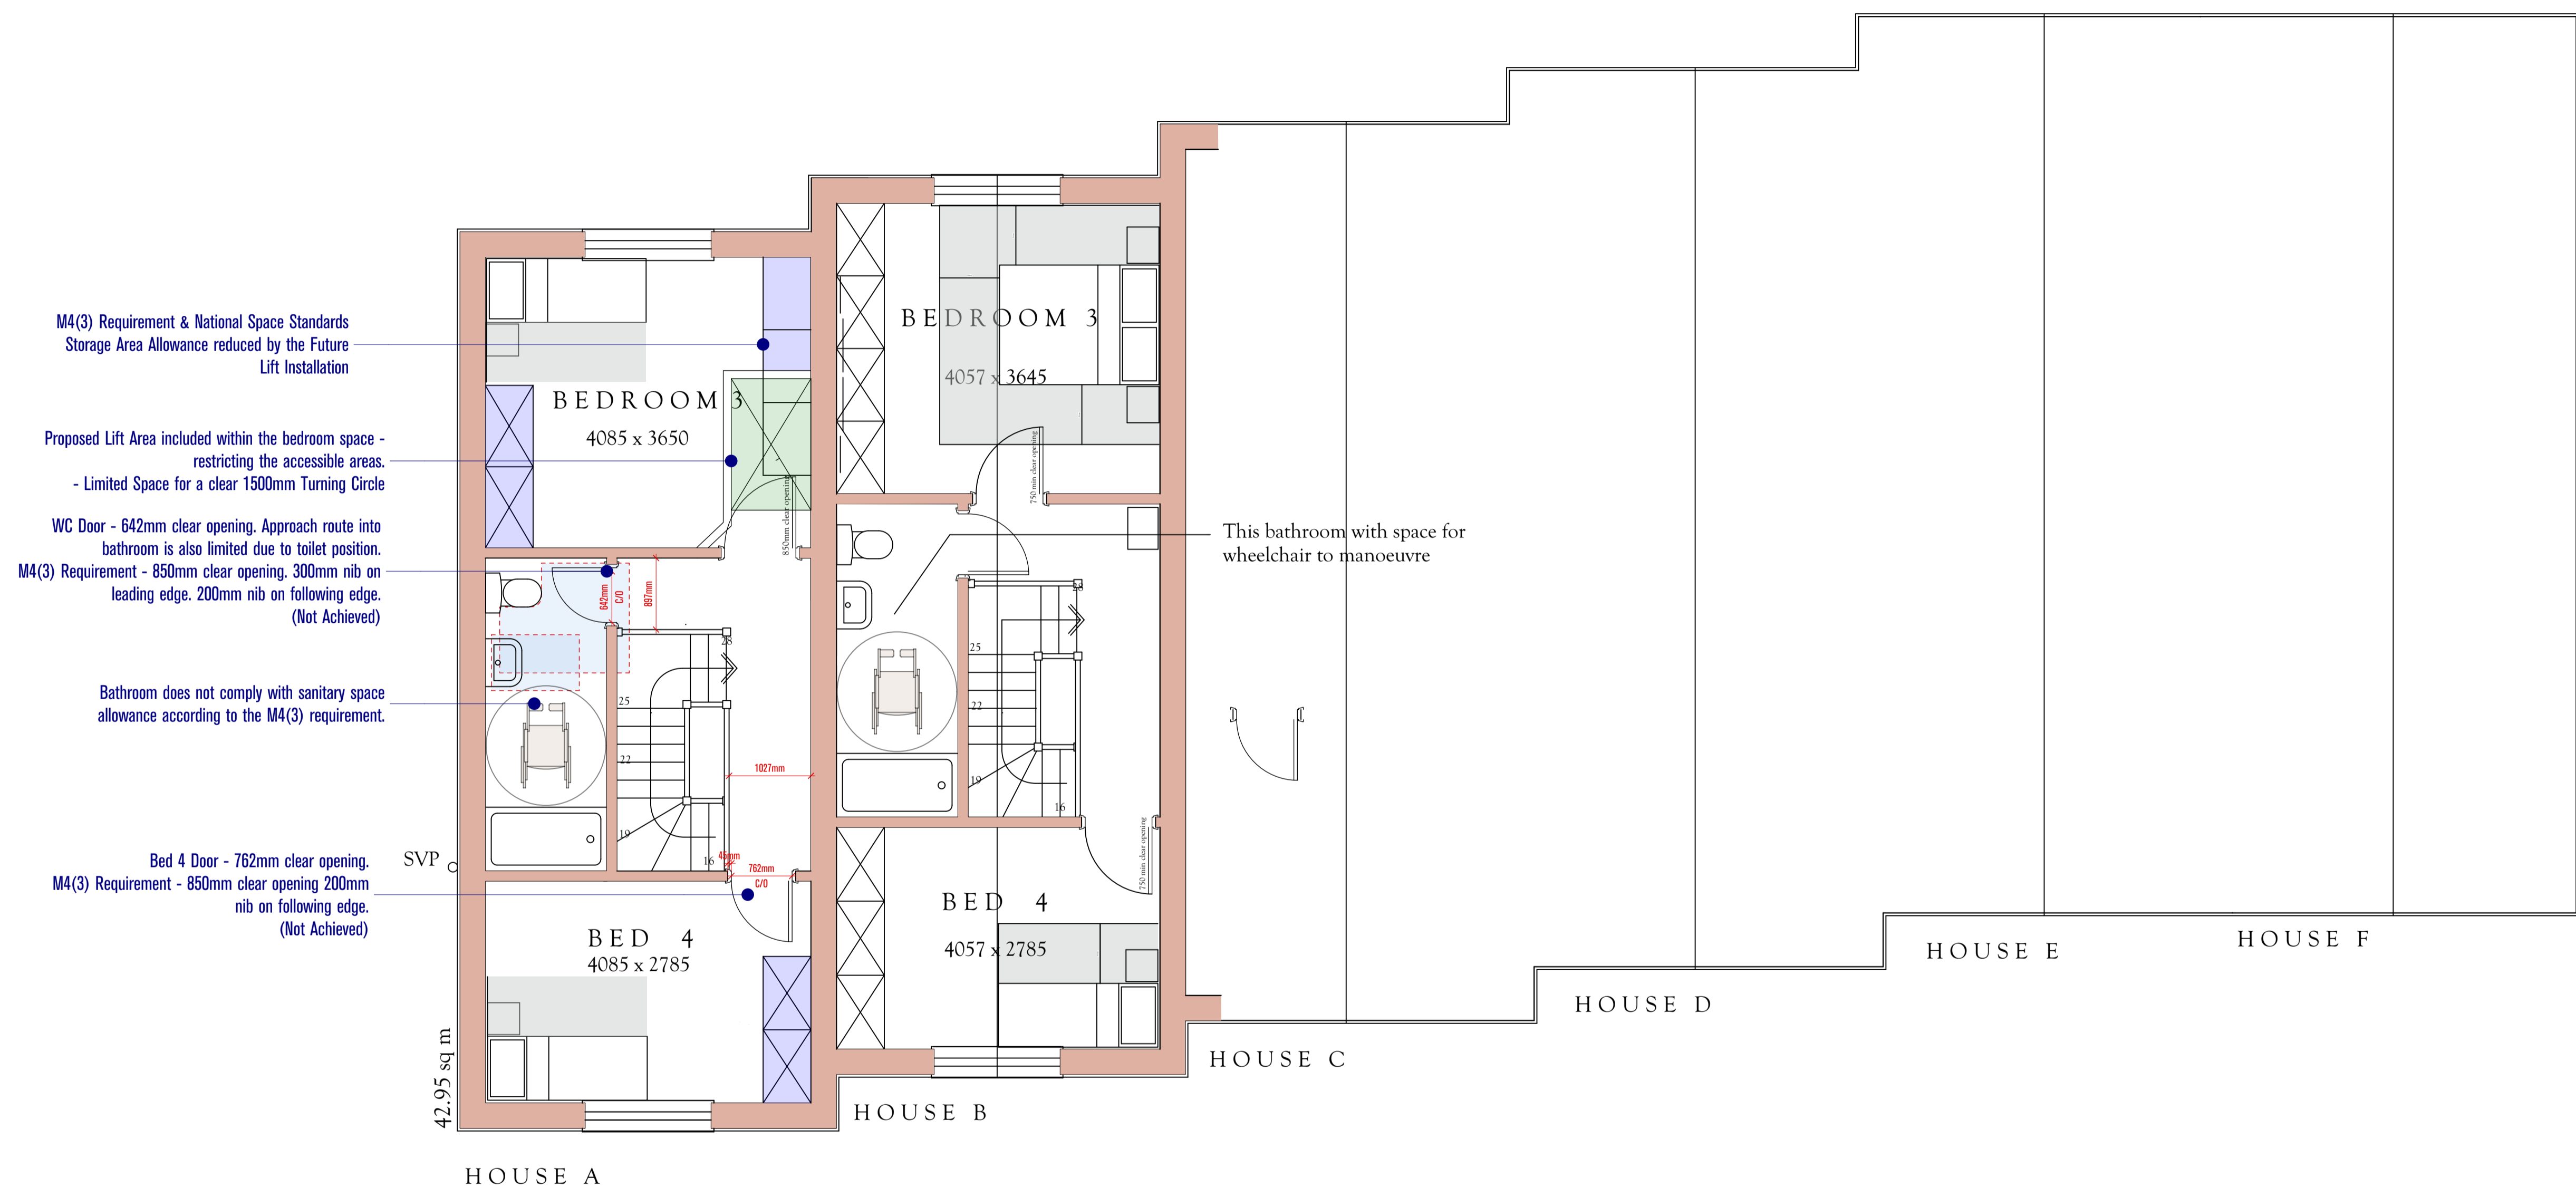 M4(3) Requirement & National Space Standards
Storage Area Allowance reduced by the Future
Lift Installation
Proposed Lift Area included within the bedroom space -
restricting the accessible areas.
- Limited Space for a clear 1500mm Turning Circle
WC Door - 642mm clear opening. Approach route into
bathroom is also limited due to toilet position.
M4(3) Requirement - 850mm clear opening. 300mm nib on
leading edge. 200mm nib on following edge.
(Not Achieved)
Bathroom does not comply with sanitary space
allowance according to the M4(3) requirement.
Bed 4 Door - 762mm clear opening.
M4(3) Requirement - 850mm clear opening 200mm
nib on following edge.
(Not Achieved)
SVP
42.95 sq m
BEDROOM 3
4085 x 3650
850mm clear opening
642mm
C/O
897mm
28
25
22
19
16
1027mm
45mm
762mm
C/O
BED 4
4085 x 2785
HOUSE A
BEDROOM 3
4057 x 3645
750 min clear opening
This bathroom with space for
wheelchair to manoeuvre
28
25
22
19
16
750 min clear opening
BED 4
4057 x 2785
HOUSE B
HOUSE C
HOUSE D
HOUSE E
HOUSE F